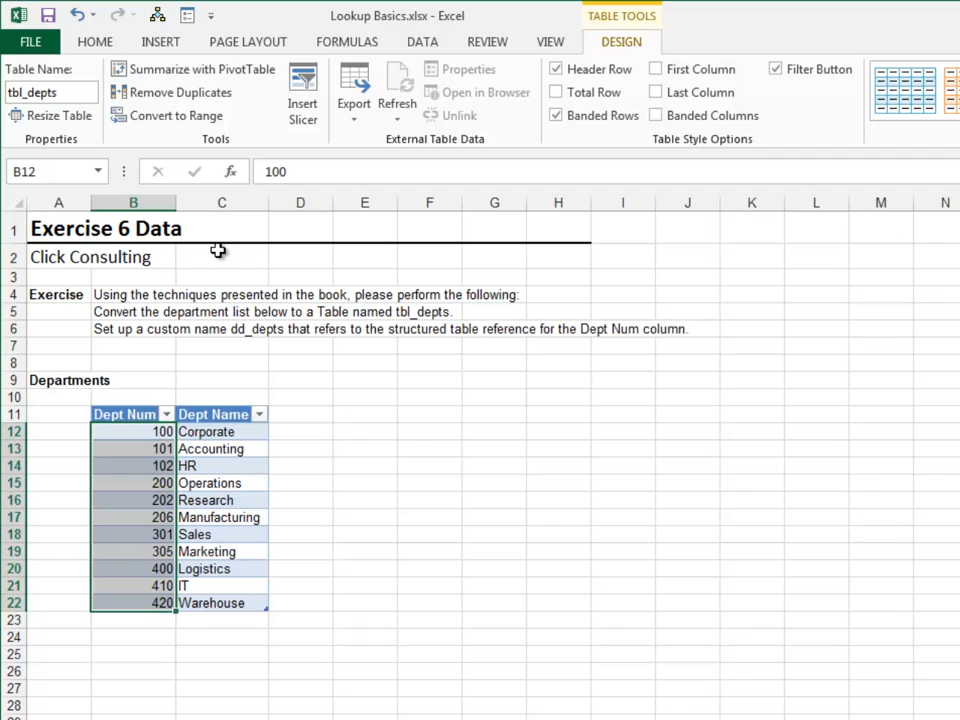 Lookup Basics.xlsx - Excel
TABLE TOOLS
FILE HOME INSERT PAGE LAYOUT FORMULAS DATA REVIEW VIEW DESIGN
Table Name:
tbl_depts
Resize Table
Properties
Summarize with PivotTable
Remove Duplicates
Convert to Range
Tools
Insert
Slicer
Export
Refresh
Properties
Open in Browser
Unlink
External Table Data
Header Row
Total Row
Banded Rows
First Column
Last Column
Banded Columns
Filter Button
Table Style Options
B12 fx 100
A B C D E F G H I J K L M N
1 Exercise 6 Data
2 Click Consulting
3
4 Exercise Using the techniques presented in the book, please perform the following:
5 Convert the department list below to a Table named tbl_depts.
6 Set up a custom name dd_depts that refers to the structured table reference for the Dept Num column.
7
8
9 Departments
10
11 Dept Num Dept Name
12 100 Corporate
13 101 Accounting
14 102 HR
15 200 Operations
16 202 Research
17 206 Manufacturing
18 301 Sales
19 305 Marketing
20 400 Logistics
21 410 IT
22 420 Warehouse
23
24
25
26
27
28